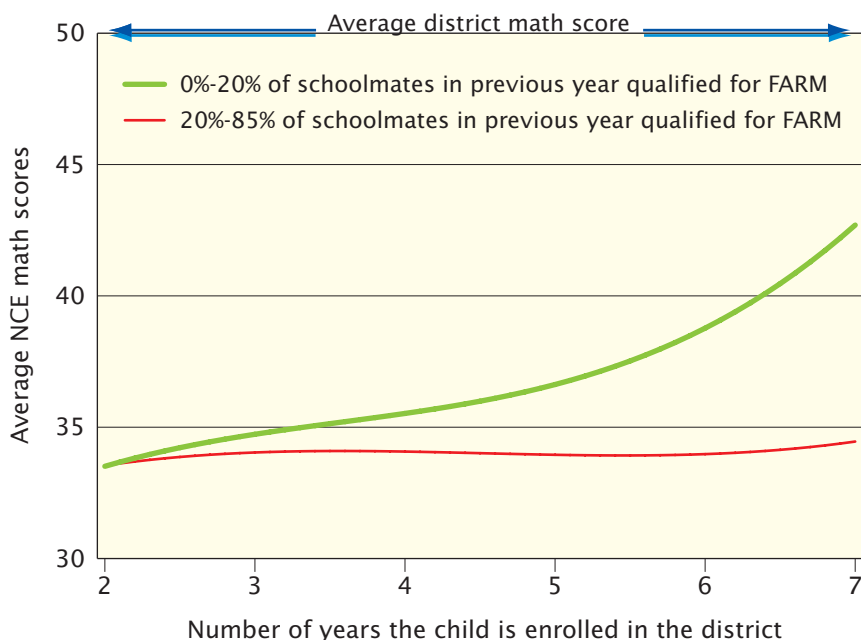 Average district math score
50
0%-20% of schoolmates in previous year qualified for FARM
20%-85% of schoolmates in previous year qualified for FARM
45
Average NCE math scores
40
35
30
2 3 4 5 6 7
Number of years the child is enrolled in the district